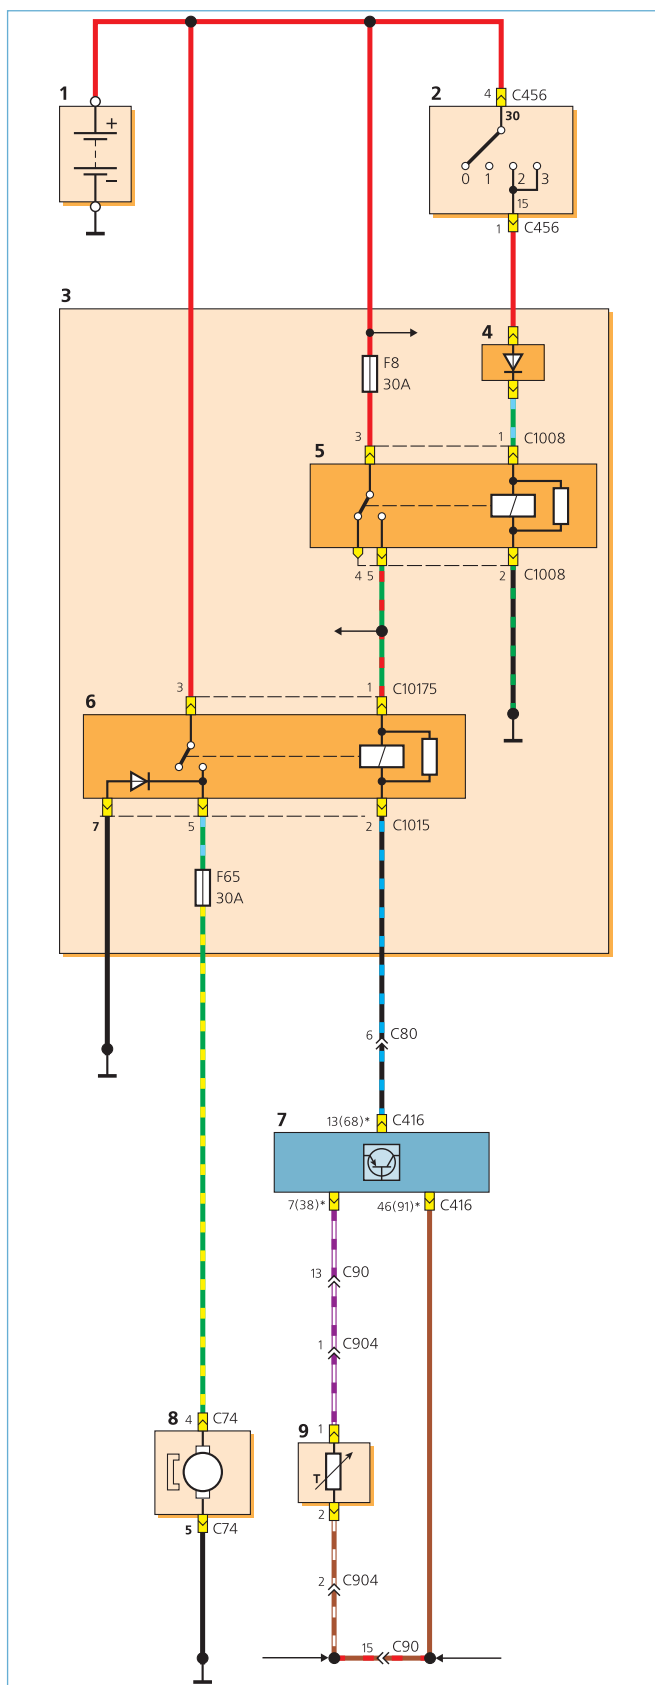 1
+
−
2
4 C456
30
0 1 2 3
15
1 C456
3
4
F8
30A
3 1 C1008
5
4 5 2 C1008
3 1 C10175
6
7 5 2 C1015
F65
30A
6 C80
7 13(68)* C416
7(38)* 46(91)* C416
13 C90
1 C904
8 4 C74
9 1
T
2
5 C74
2 C904
15 C90